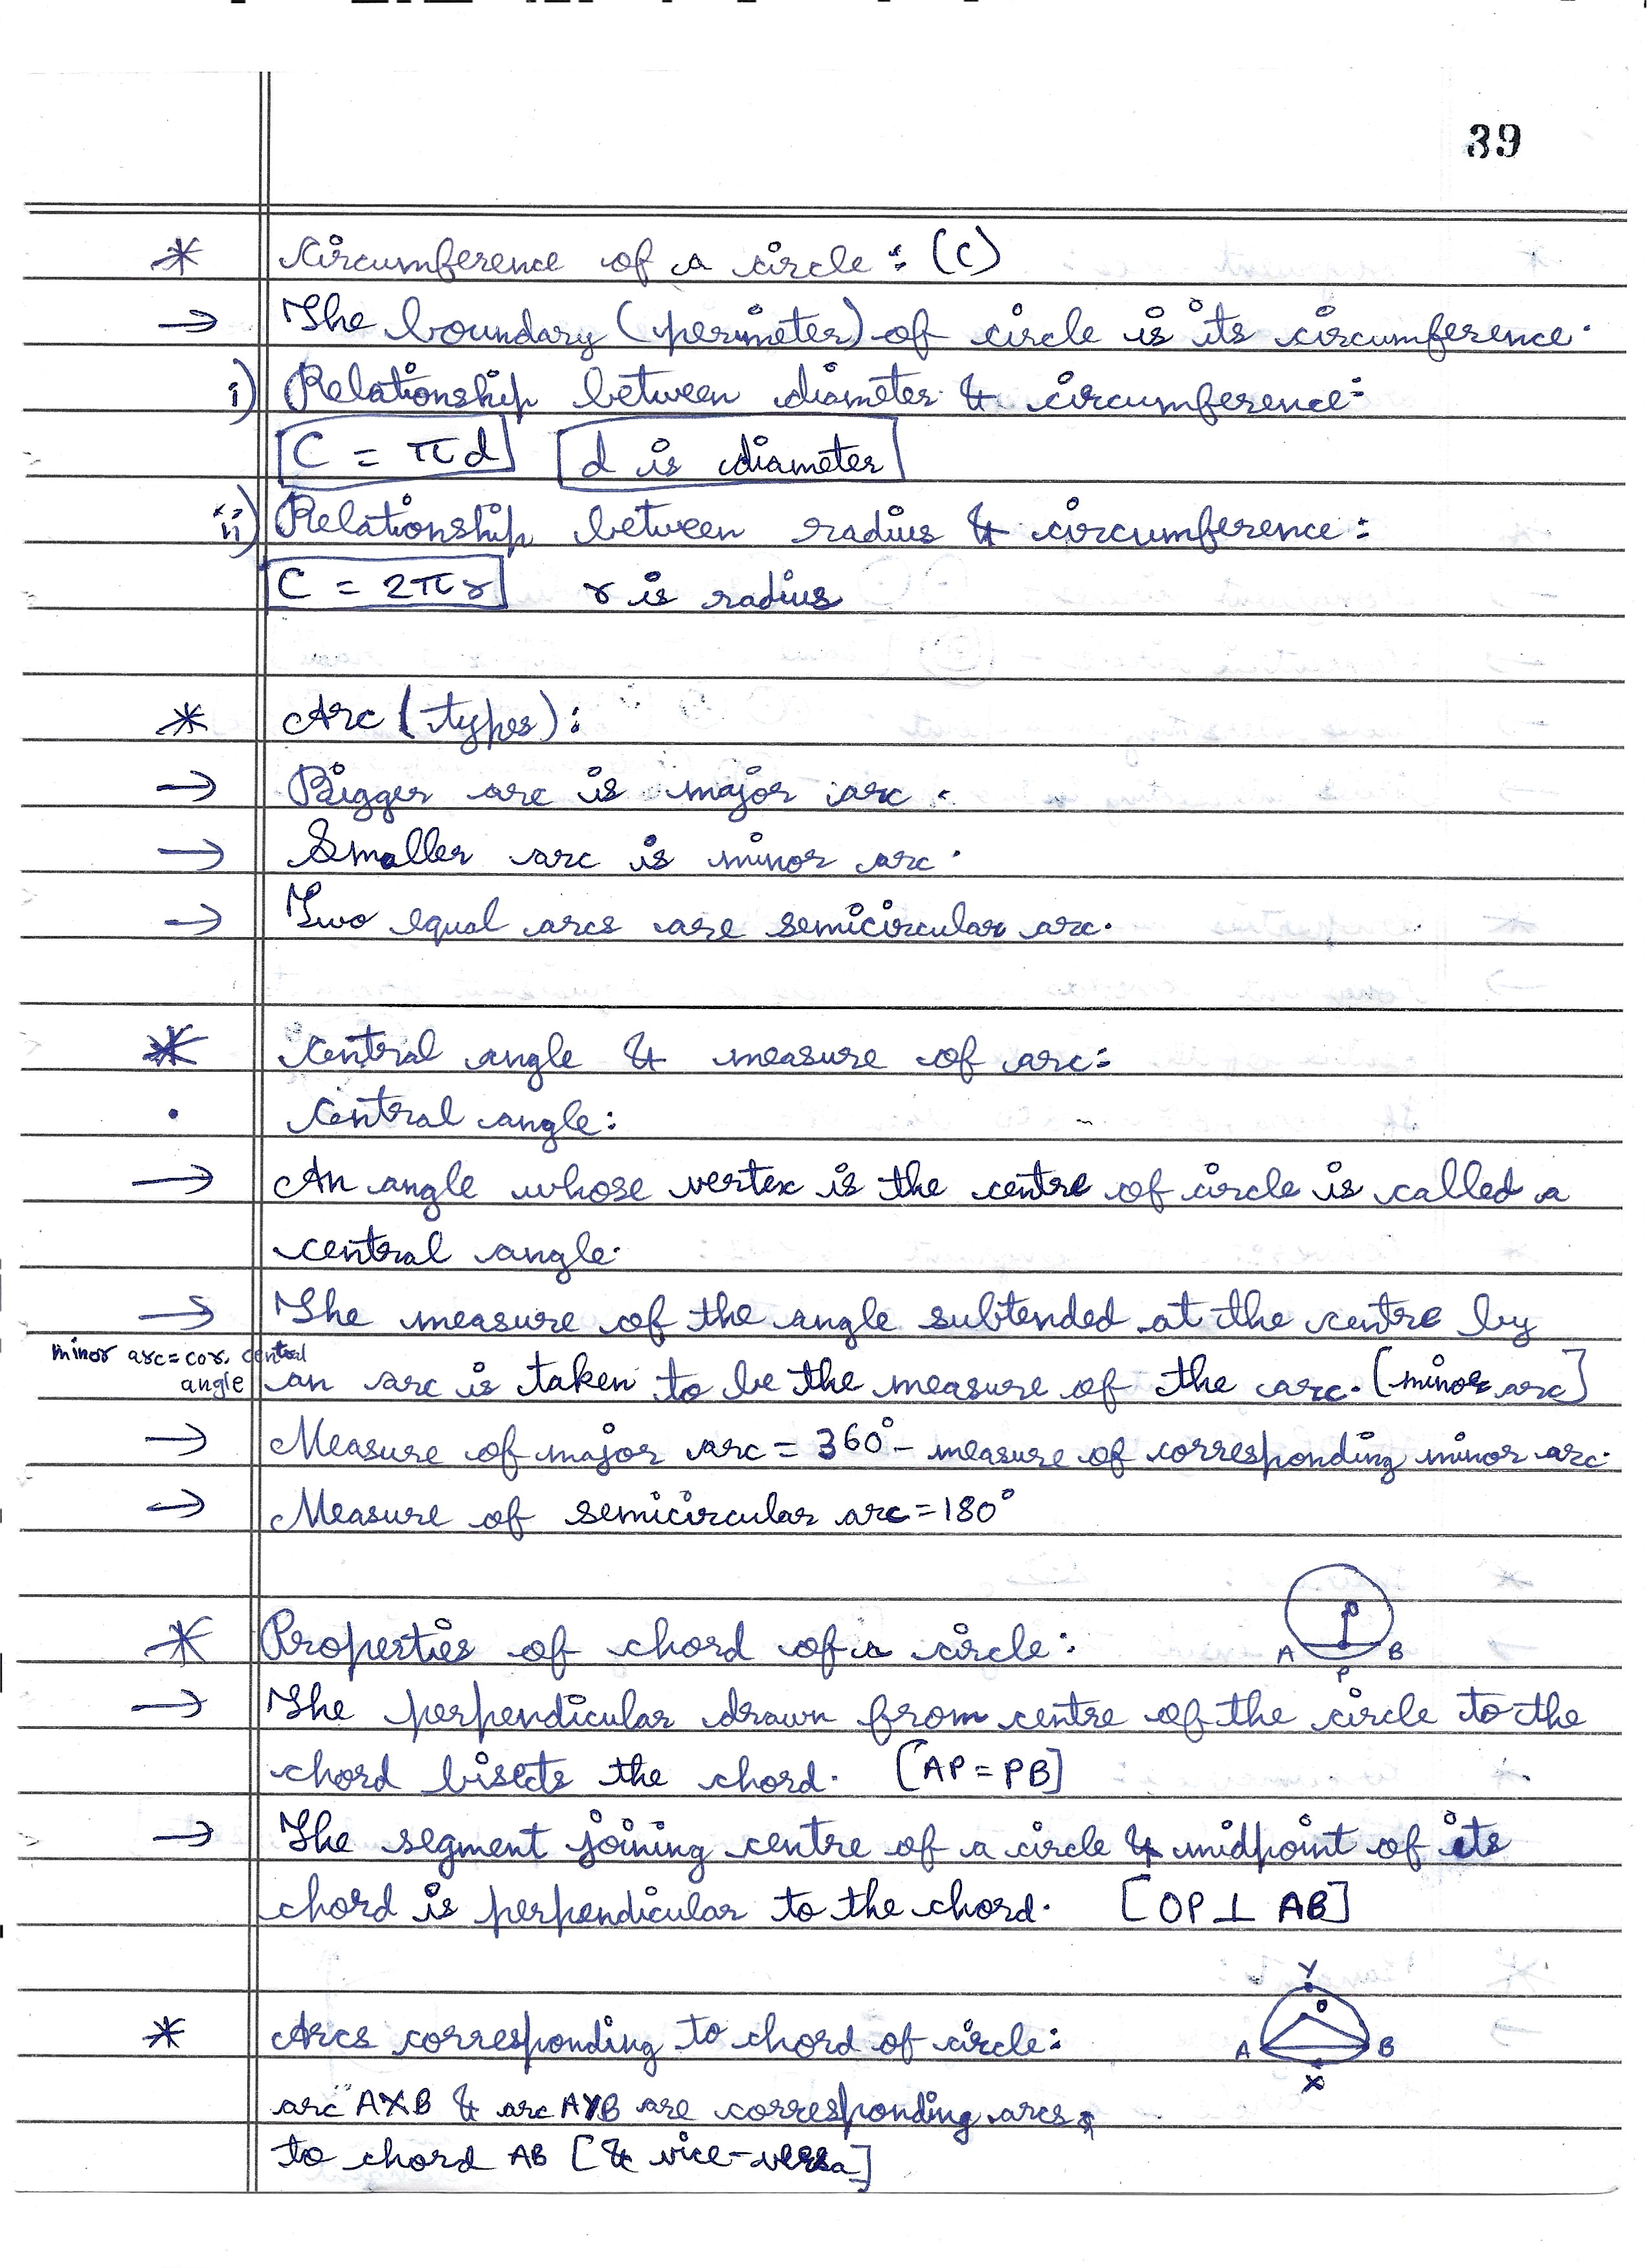 39
* Circumference of a circle : (C)
→ The boundary (perimeter) of circle is its circumference.
i) Relationship between diameter & circumference:
C = πd d is diameter
ii) Relationship between radius & circumference:
C = 2πr r is radius
* Arc (types):
→ Bigger arc is major arc.
→ Smaller arc is minor arc.
→ Two equal arcs are semicircular arc.
* Central angle & measure of arc:
• Central angle:
→ An angle whose vertex is the centre of circle is called a
central angle.
→ The measure of the angle subtended at the centre by
minor arc = cor. central
angle
an arc is taken to be the measure of the arc. [minor arc]
→ Measure of major arc = 360° - measure of corresponding minor arc.
→ Measure of semicircular arc = 180°
* Properties of chord of a circle:
O
A B
P
→ The perpendicular drawn from centre of the circle to the
chord bisects the chord. [AP = PB]
→ The segment joining centre of a circle & midpoint of its
chord is perpendicular to the chord. [OP ⊥ AB]
Y
O
* Arcs corresponding to chord of circle:
A B
X
arc AXB & arc AYB are corresponding arcs
to chord AB [& vice-versa]